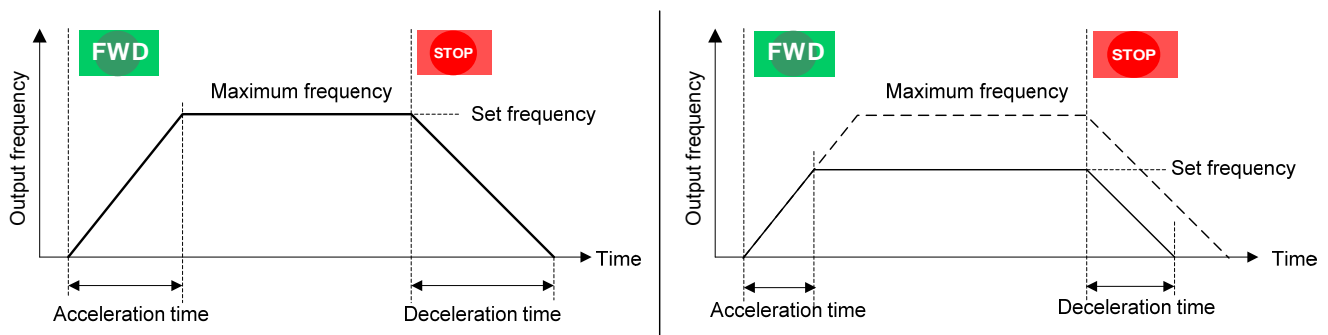 FWD
STOP
Maximum frequency
Set frequency
Output frequency
Time
Acceleration time
Deceleration time
FWD
STOP
Maximum frequency
Set frequency
Output frequency
Time
Acceleration time
Deceleration time